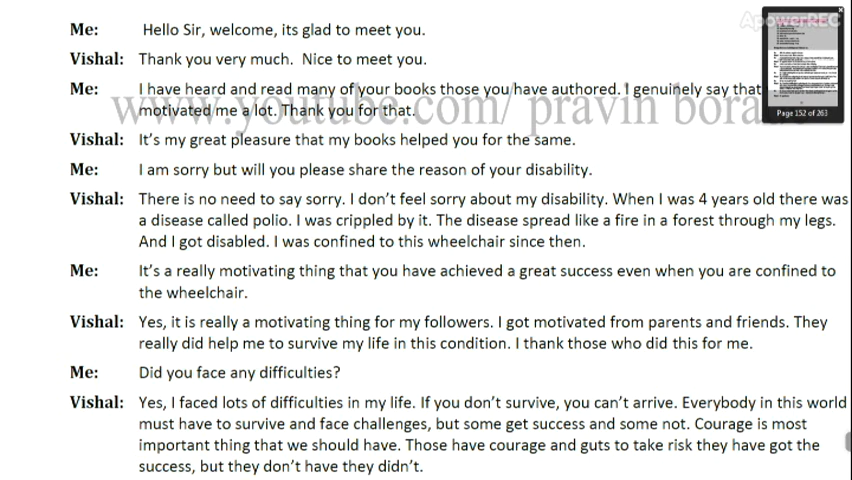 Me: Hello Sir, welcome, its glad to meet you.
Vishal: Thank you very much. Nice to meet you.
Me: I have heard and read many of your books those you have authored. I genuinely say that
motivated me a lot. Thank you for that.
www.youtube.com/ pravin bora
Vishal: It's my great pleasure that my books helped you for the same.
Me: I am sorry but will you please share the reason of your disability.
Vishal: There is no need to say sorry. I don't feel sorry about my disability. When I was 4 years old there was
a disease called polio. I was crippled by it. The disease spread like a fire in a forest through my legs.
And I got disabled. I was confined to this wheelchair since then.
Me: It's a really motivating thing that you have achieved a great success even when you are confined to
the wheelchair.
Vishal: Yes, it is really a motivating thing for my followers. I got motivated from parents and friends. They
really did help me to survive my life in this condition. I thank those who did this for me.
Me: Did you face any difficulties?
Vishal: Yes, I faced lots of difficulties in my life. If you don't survive, you can't arrive. Everybody in this world
must have to survive and face challenges, but some get success and some not. Courage is most
important thing that we should have. Those have courage and guts to take risk they have got the
success, but they don't have they didn't.
ApowerREC
Page 152 of 263